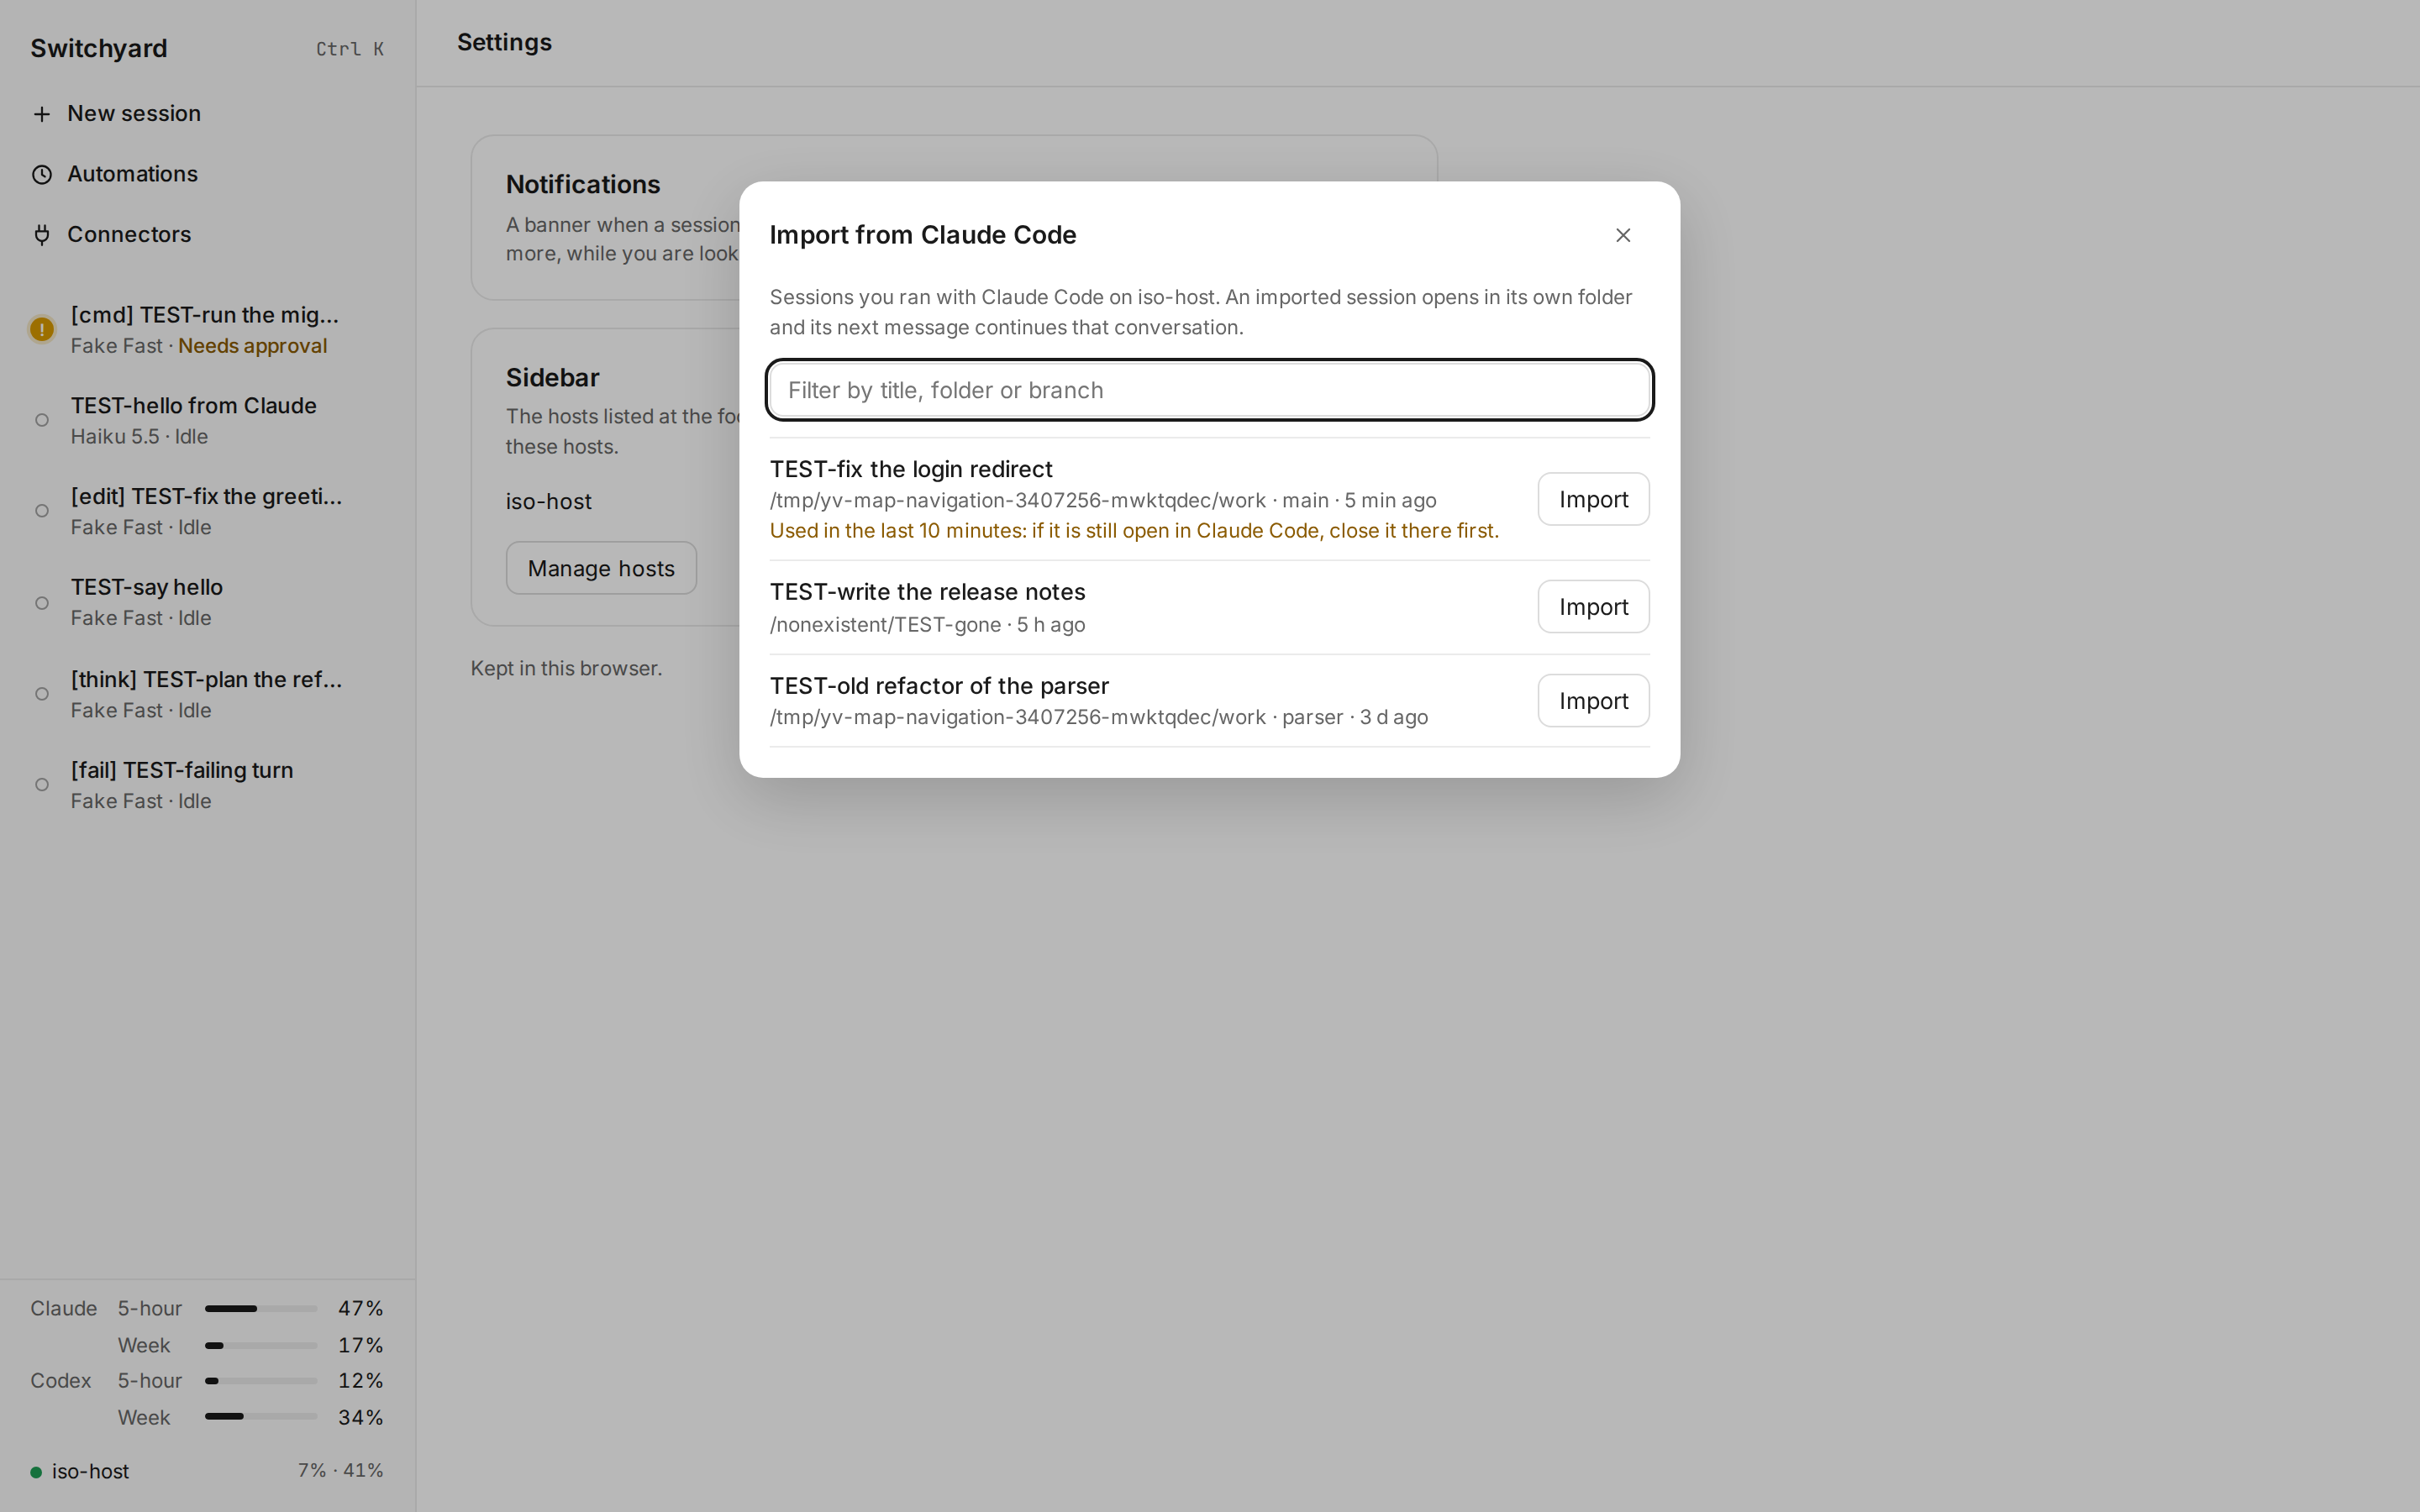 Switchyard
Ctrl K
New session
Automations
Connectors
[cmd] TEST-run the mig...
Fake Fast · Needs approval
TEST-hello from Claude
Haiku 5.5 · Idle
[edit] TEST-fix the greeti...
Fake Fast · Idle
TEST-say hello
Fake Fast · Idle
[think] TEST-plan the ref...
Fake Fast · Idle
[fail] TEST-failing turn
Fake Fast · Idle
Claude 5-hour 47%
Week 17%
Codex 5-hour 12%
Week 34%
iso-host 7% · 41%
Settings
Notifications
A banner when a session
more, while you are look
Sidebar
The hosts listed at the foo
these hosts.
iso-host
Manage hosts
Kept in this browser.
Import from Claude Code
Sessions you ran with Claude Code on iso-host. An imported session opens in its own folder
and its next message continues that conversation.
Filter by title, folder or branch
TEST-fix the login redirect
/tmp/yv-map-navigation-3407256-mwktqdec/work · main · 5 min ago
Used in the last 10 minutes: if it is still open in Claude Code, close it there first.
Import
TEST-write the release notes
/nonexistent/TEST-gone · 5 h ago
Import
TEST-old refactor of the parser
/tmp/yv-map-navigation-3407256-mwktqdec/work · parser · 3 d ago
Import